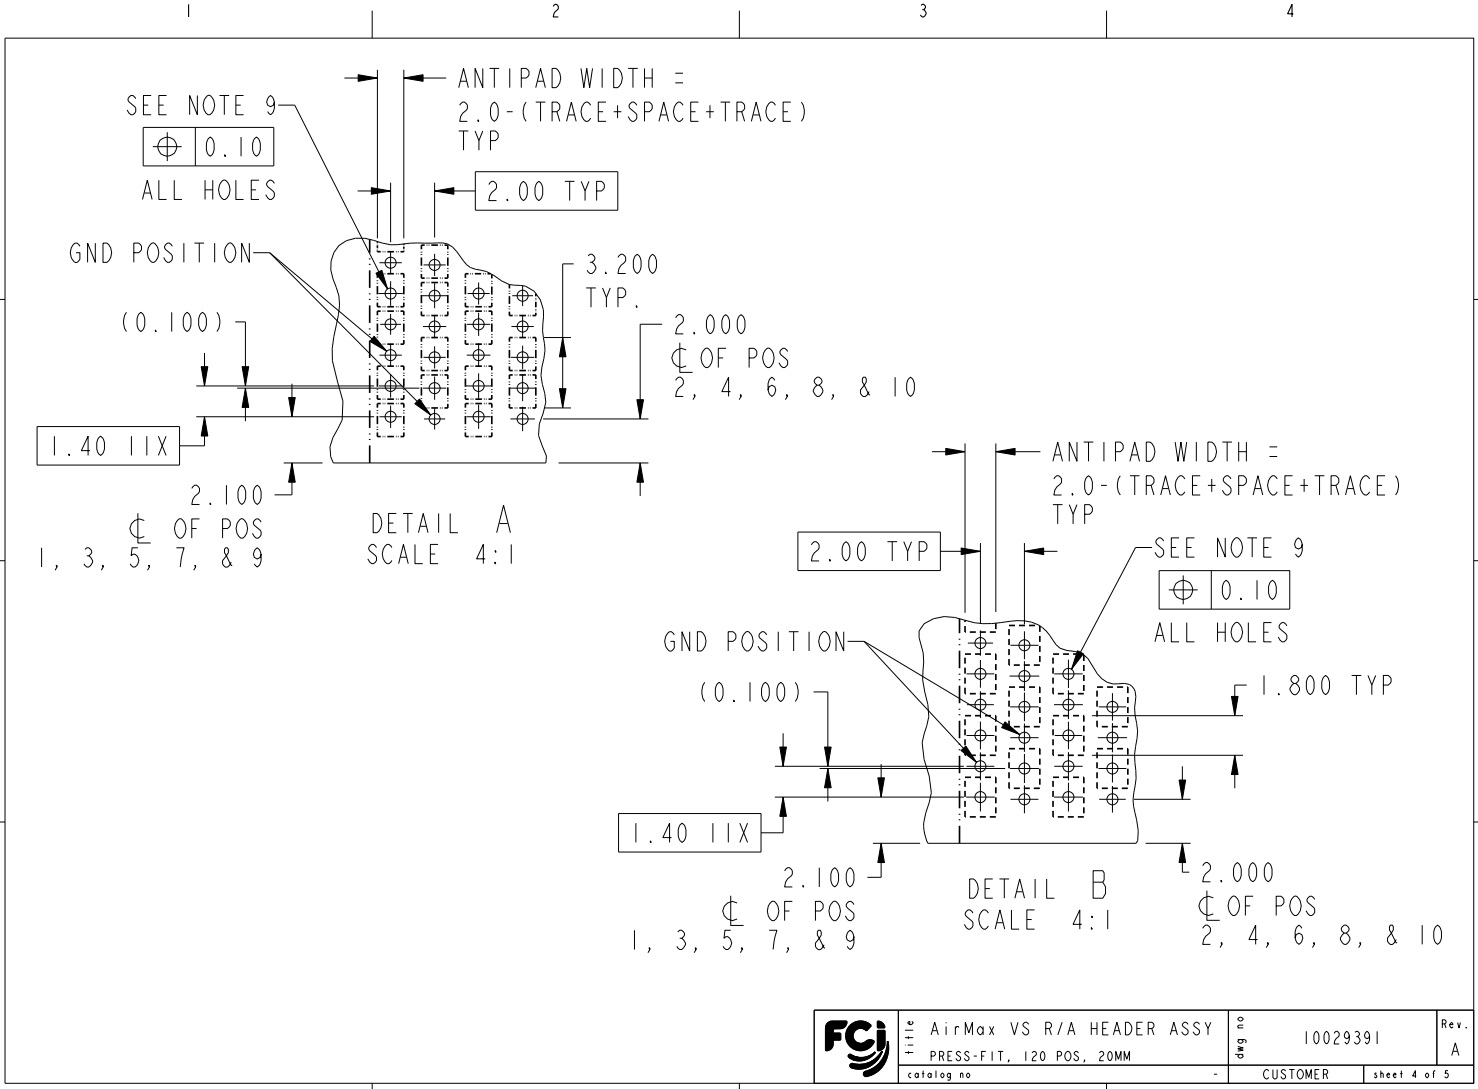 1 2 3 4
ANTIPAD WIDTH =
2.0-(TRACE+SPACE+TRACE)
TYP
SEE NOTE 9
⌖ 0.10
ALL HOLES
2.00 TYP
GND POSITION
3.200
TYP.
(0.100)
2.000
℄ OF POS
2, 4, 6, 8, & 10
1.40 11X
2.100
℄ OF POS
1, 3, 5, 7, & 9
DETAIL A
SCALE 4:1
ANTIPAD WIDTH =
2.0-(TRACE+SPACE+TRACE)
TYP
2.00 TYP
SEE NOTE 9
⌖ 0.10
ALL HOLES
GND POSITION
(0.100)
1.800 TYP
1.40 11X
2.100
℄ OF POS
1, 3, 5, 7, & 9
DETAIL B
SCALE 4:1
2.000
℄ OF POS
2, 4, 6, 8, & 10
FCi
title
AirMax VS R/A HEADER ASSY
PRESS-FIT, 120 POS, 20MM
catalog no -
dwg no
10029391
Rev.
A
CUSTOMER
sheet 4 of 5